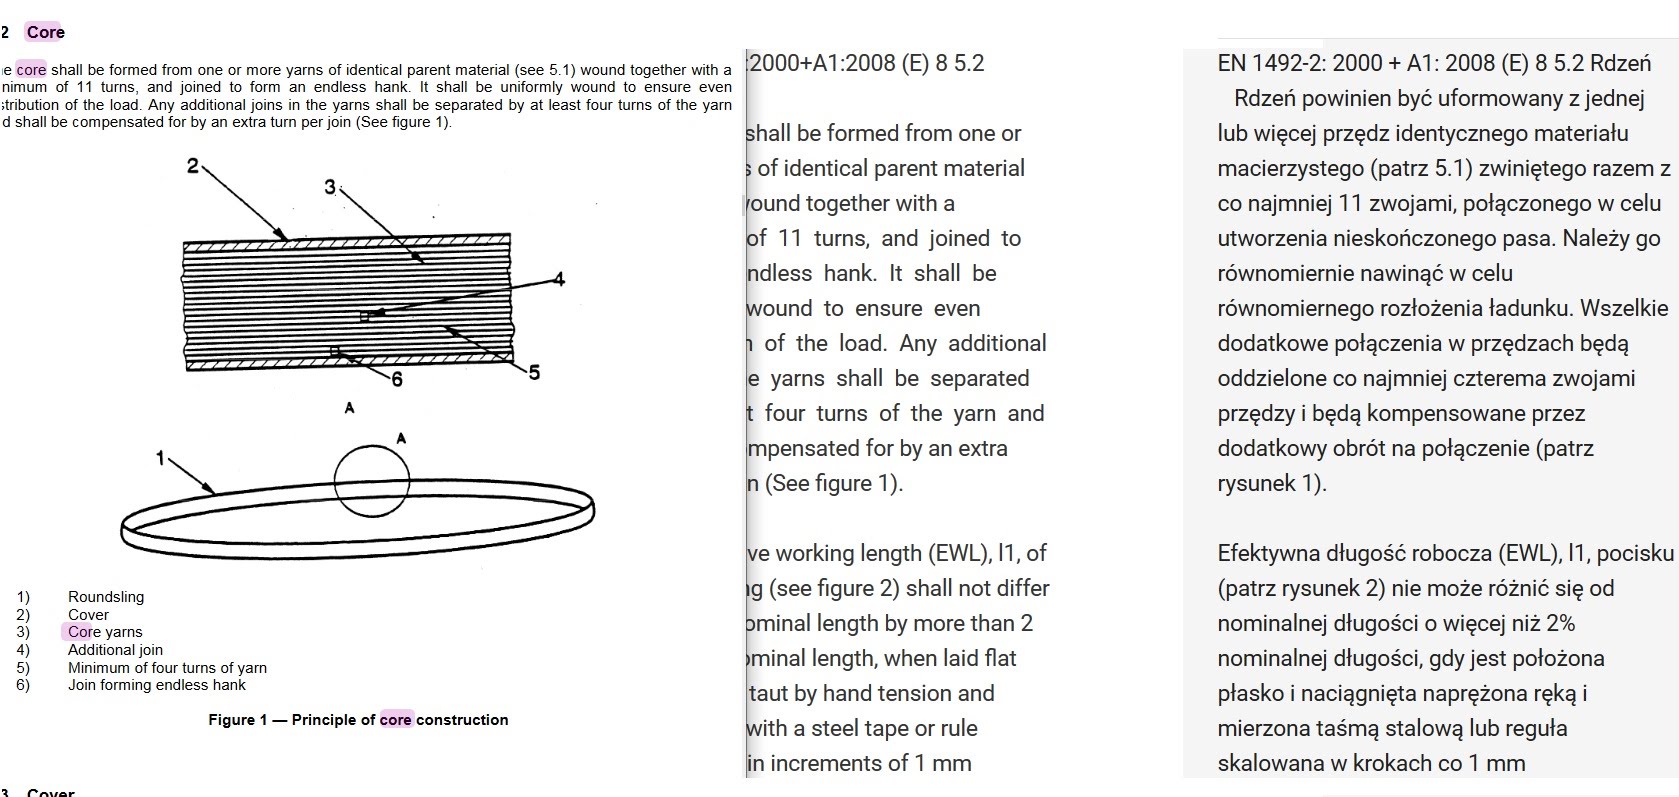 2 Core
core shall be formed from one or more yarns of identical parent material (see 5.1) wound together with a
nimum of 11 turns, and joined to form an endless hank. It shall be uniformly wound to ensure even
stribution of the load. Any additional joins in the yarns shall be separated by at least four turns of the yarn
d shall be compensated for by an extra turn per join (See figure 1).
2
3
4
5
6
A
A
1
1) Roundsling
2) Cover
3) Core yarns
4) Additional join
5) Minimum of four turns of yarn
6) Join forming endless hank
Figure 1 — Principle of core construction
3 Cover
:2000+A1:2008 (E) 8 5.2
shall be formed from one or
s of identical parent material
wound together with a
of 11 turns, and joined to
ndless hank. It shall be
wound to ensure even
n of the load. Any additional
e yarns shall be separated
t four turns of the yarn and
mpensated for by an extra
n (See figure 1).
ve working length (EWL), l1, of
ng (see figure 2) shall not differ
ominal length by more than 2
ominal length, when laid flat
taut by hand tension and
with a steel tape or rule
in increments of 1 mm
EN 1492-2: 2000 + A1: 2008 (E) 8 5.2 Rdzeń
Rdzeń powinien być uformowany z jednej
lub więcej przędz identycznego materiału
macierzystego (patrz 5.1) zwiniętego razem z
co najmniej 11 zwojami, połączonego w celu
utworzenia nieskończonego pasa. Należy go
równomiernie nawinąć w celu
równomiernego rozłożenia ładunku. Wszelkie
dodatkowe połączenia w przędzach będą
oddzielone co najmniej czterema zwojami
przędzy i będą kompensowane przez
dodatkowy obrót na połączenie (patrz
rysunek 1).
Efektywna długość robocza (EWL), l1, pocisku
(patrz rysunek 2) nie może różnić się od
nominalnej długości o więcej niż 2%
nominalnej długości, gdy jest położona
płasko i naciągnięta naprężona ręką i
mierzona taśmą stalową lub reguła
skalowana w krokach co 1 mm